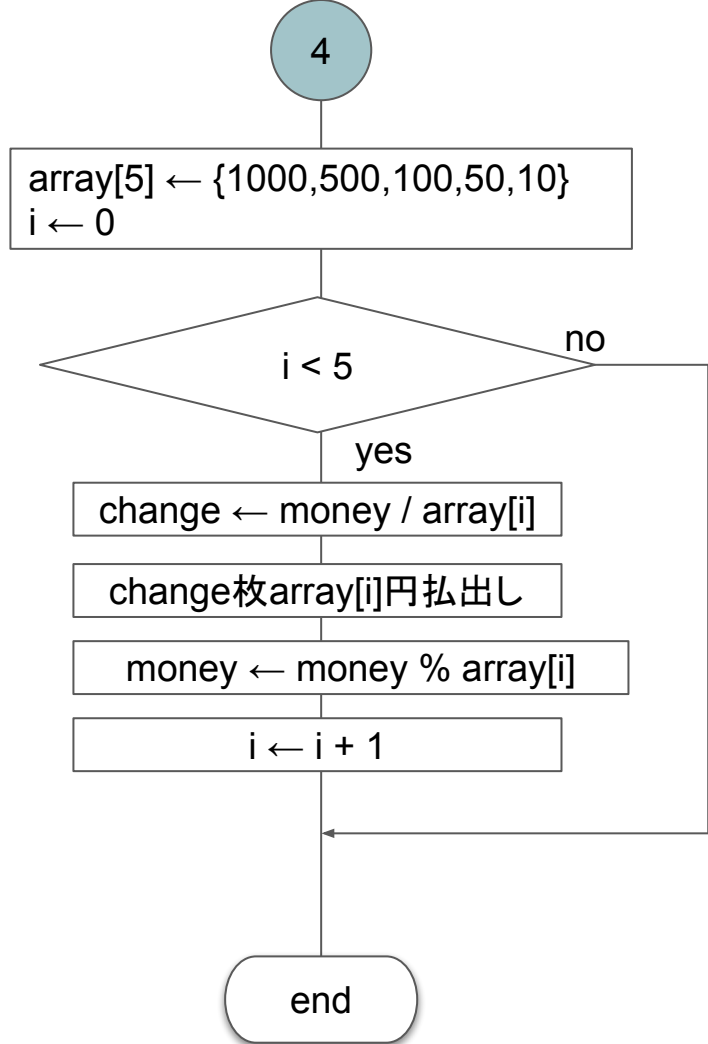 4
array[5] ← {1000,500,100,50,10}
i ← 0
i < 5
no
yes
change ← money / array[i]
change枚array[i]円払出し
money ← money % array[i]
i ← i + 1
end